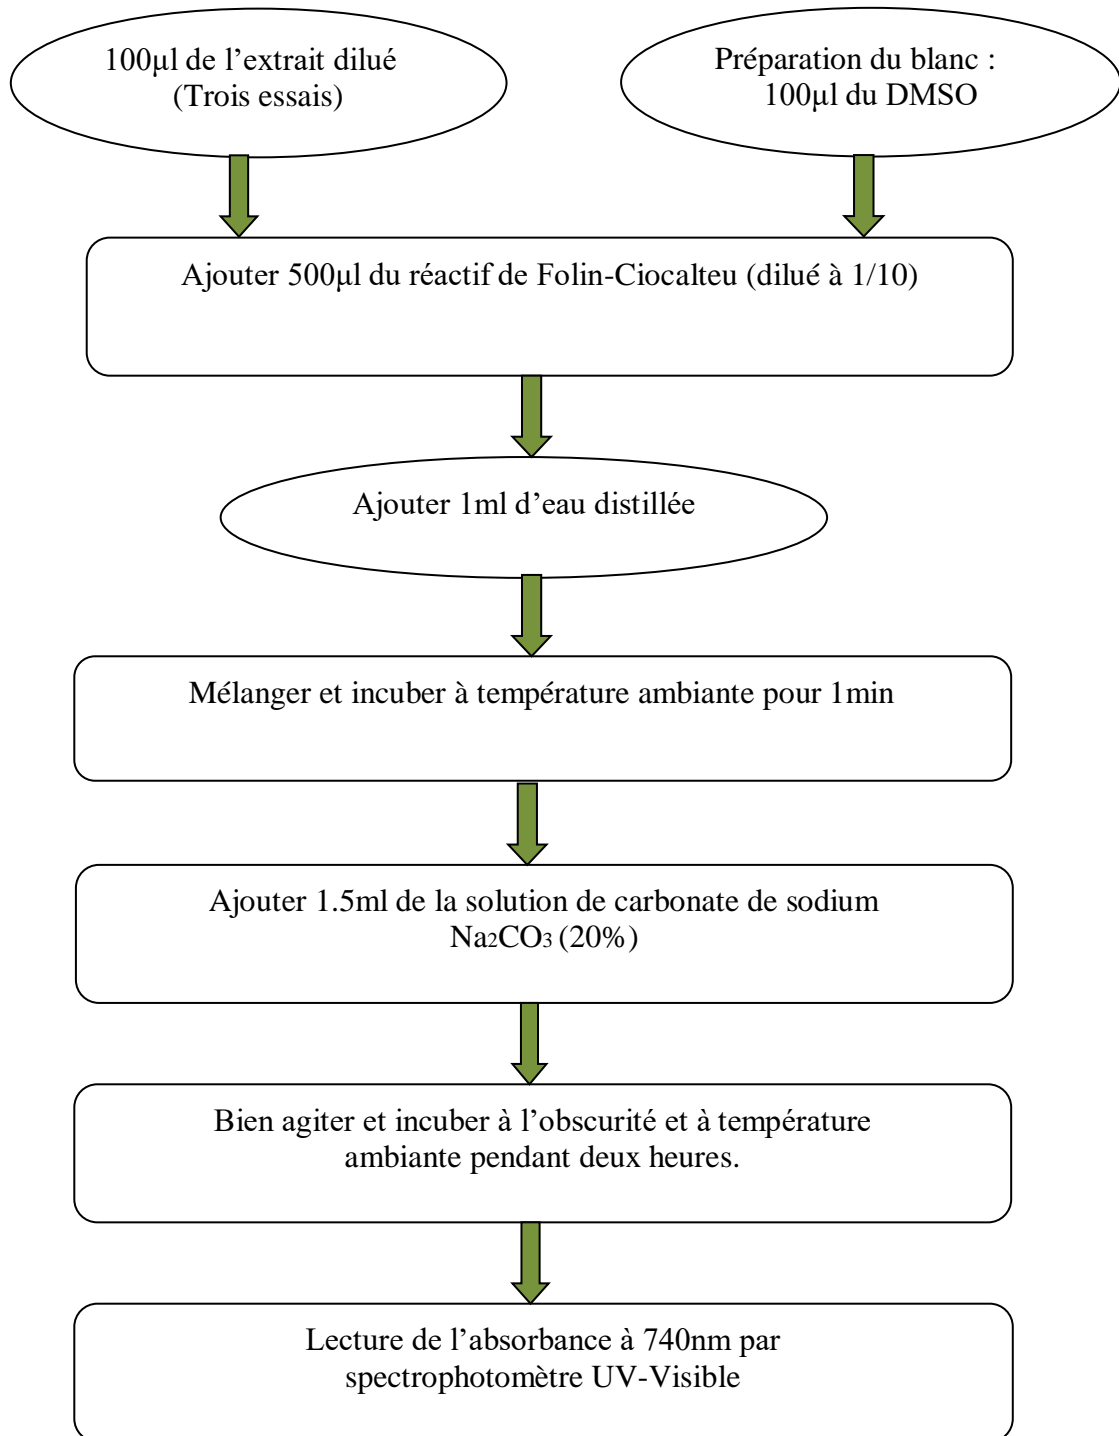 100µl de l’extrait dilué
(Trois essais)
Préparation du blanc :
100µl du DMSO
Ajouter 500µl du réactif de Folin-Ciocalteu (dilué à 1/10)
Ajouter 1ml d’eau distillée
Mélanger et incuber à température ambiante pour 1min
Ajouter 1.5ml de la solution de carbonate de sodium
Na₂CO₃ (20%)
Bien agiter et incuber à l’obscurité et à température
ambiante pendant deux heures.
Lecture de l’absorbance à 740nm par
spectrophotomètre UV-Visible